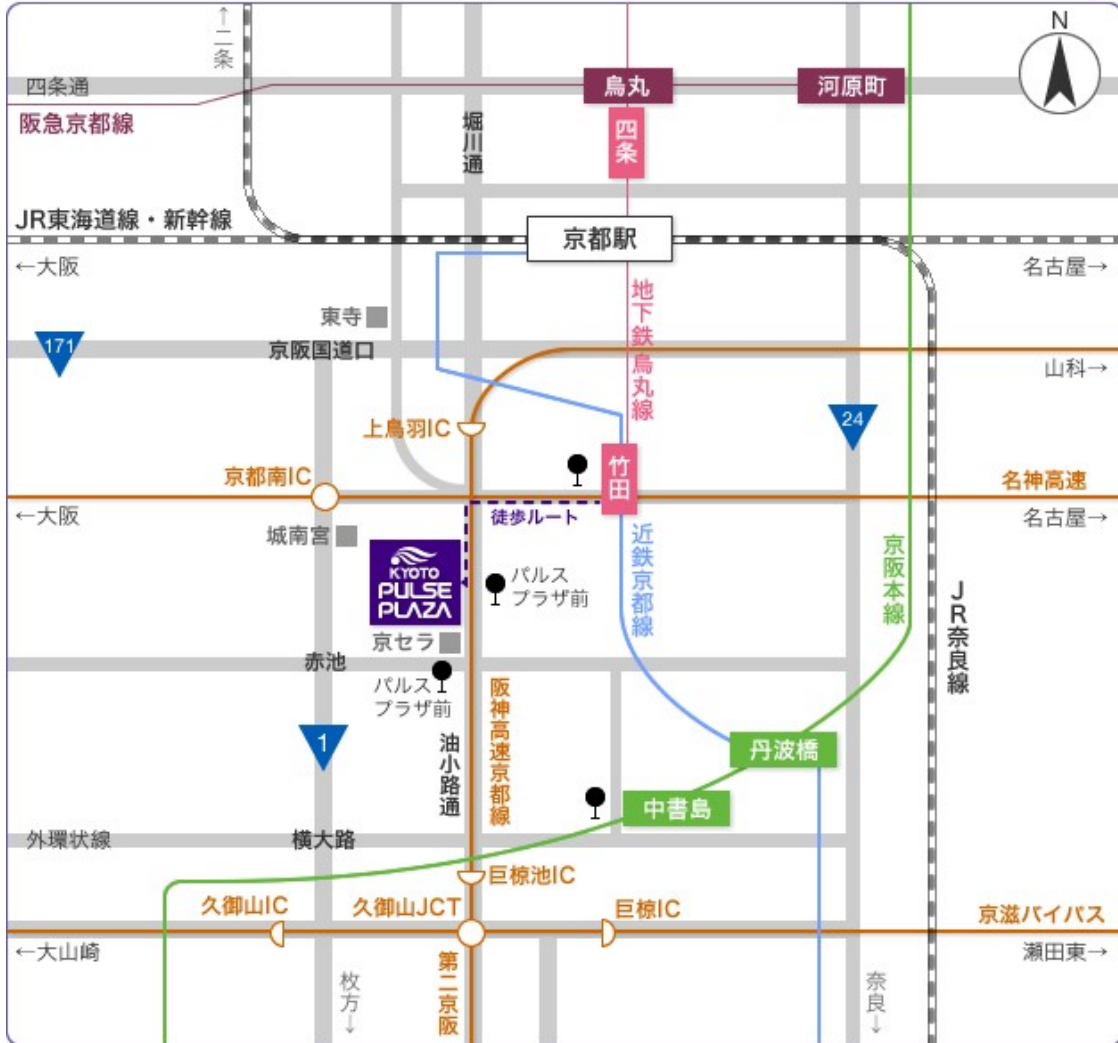 ↑二条
N
四条通
烏丸
河原町
阪急京都線
堀川通
四条
JR東海道線・新幹線
京都駅
←大阪
名古屋→
地下鉄烏丸線
東寺
171
京阪国道口
山科→
24
上鳥羽IC
竹田
京都南IC
名神高速
←大阪
徒歩ルート
名古屋→
城南宮
KYOTO
PULSE
PLAZA
パルス
プラザ前
近鉄京都線
京阪本線
JR奈良線
京セラ
赤池
パルス
プラザ前
阪神高速京都線
1
油小路通
丹波橋
中書島
外環状線
横大路
巨椋池IC
久御山IC
久御山JCT
巨椋IC
京滋バイパス
←大山崎
瀬田東→
第二京阪
枚方→
奈良→